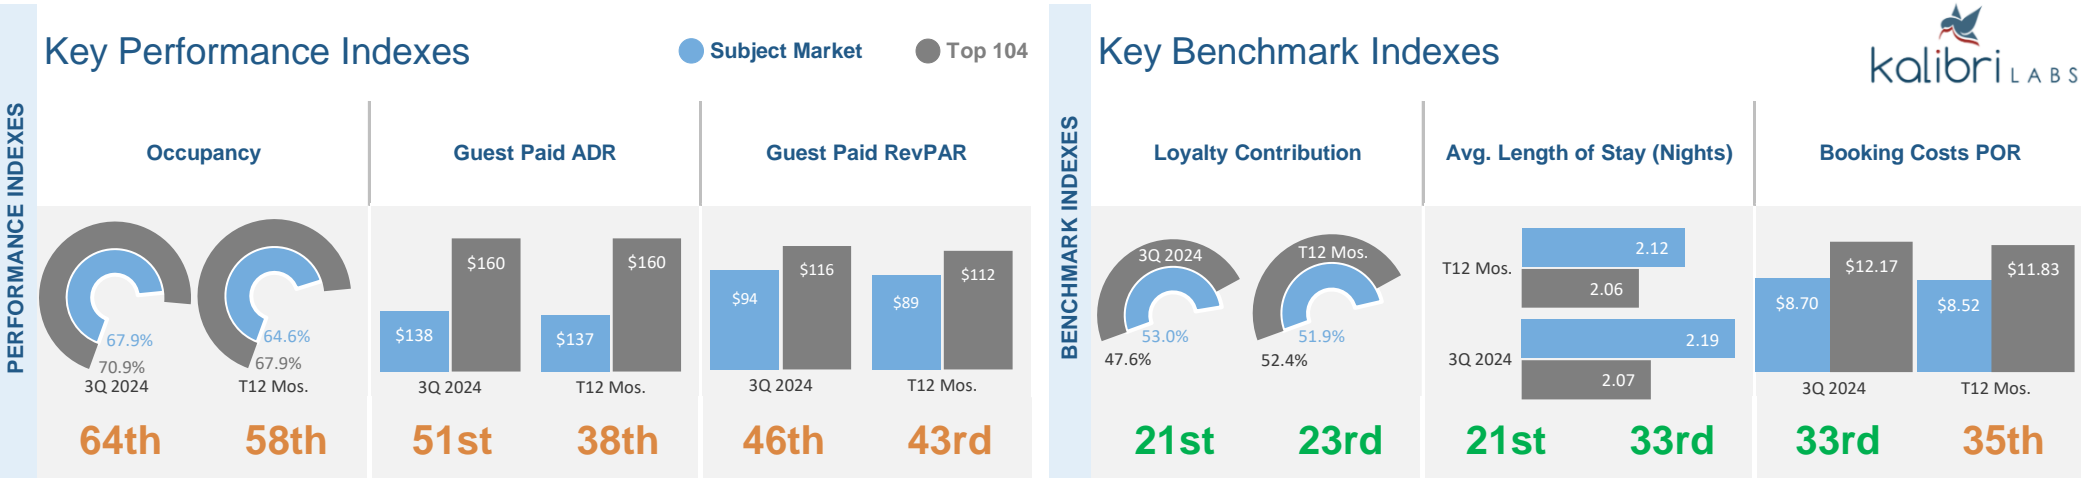 PERFORMANCE INDEXES
Key Performance Indexes
Subject Market
Top 104
Occupancy
Guest Paid ADR
Guest Paid RevPAR
67.9%
70.9%
3Q 2024
64.6%
67.9%
T12 Mos.
$138
$160
3Q 2024
$137
$160
T12 Mos.
$94
$116
3Q 2024
$89
$112
T12 Mos.
64th
58th
51st
38th
46th
43rd
BENCHMARK INDEXES
Key Benchmark Indexes
kalibri LABS
Loyalty Contribution
Avg. Length of Stay (Nights)
Booking Costs POR
3Q 2024
53.0%
47.6%
T12 Mos.
51.9%
52.4%
T12 Mos.
2.12
2.06
3Q 2024
2.19
2.07
$8.70
$12.17
3Q 2024
$8.52
$11.83
T12 Mos.
21st
23rd
21st
33rd
33rd
35th